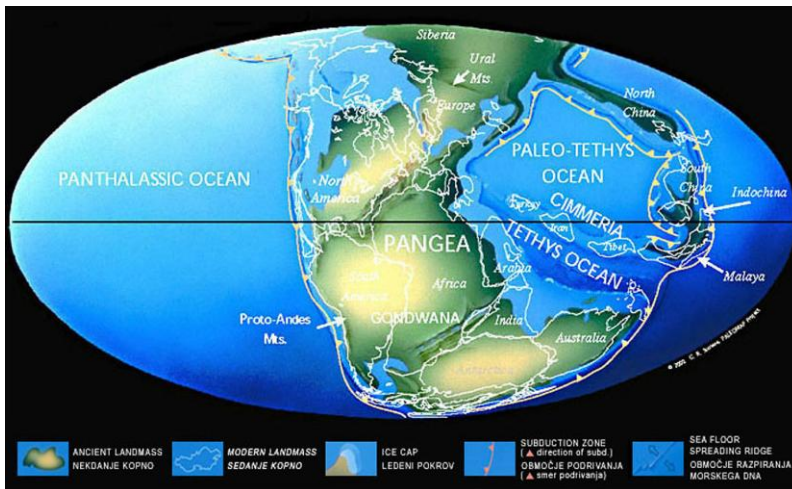 Siberia
Ural
Mts.
Europe
North
China
PALEO-TETHYS
OCEAN
South
China
PANTHALASSIC OCEAN
North
America
Indochina
CIMMERIA
Turkey
Iran
Tibet
TETHYS OCEAN
PANGEA
Arabia
Malaya
South
America
Africa
GONDWANA
India
Australia
Proto-Andes
Mts.
Antarctica
ANCIENT LANDMASS
NEKDANJE KOPNO
MODERN LANDMASS
SEDANJE KOPNO
ICE CAP
LEDENI POKROV
SUBDUCTION ZONE
( ▲ direction of subd.)
OBMOČJE PODRIVANJA
( ▲ smer podrivanja)
SEA FLOOR
SPREADING RIDGE
OBMOČJE RAZPIRANJA
MORSKEGA DNA